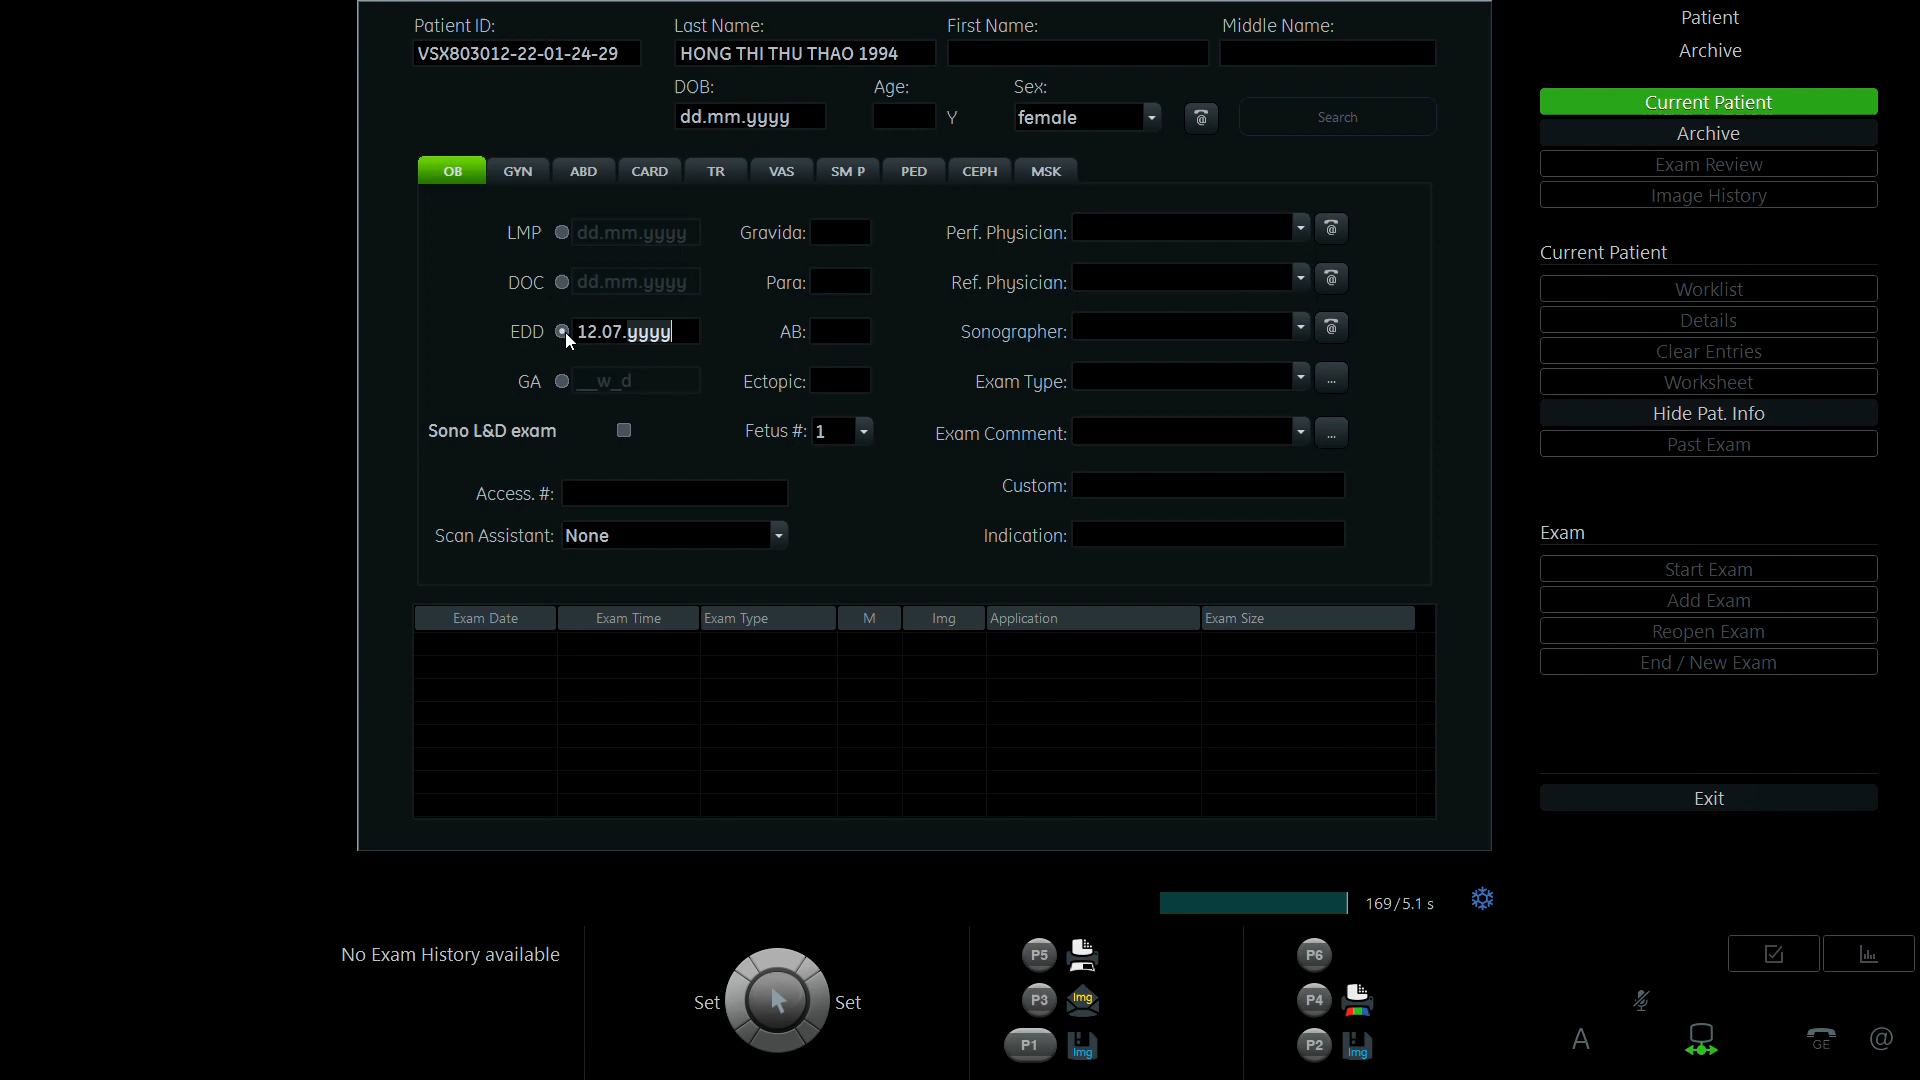 Patient ID: Last Name: First Name: Middle Name:
VSX803012-22-01-24-29 HONG THI THU THAO 1994
DOB: Age: Sex:
dd.mm.yyyy Y female Search
OB GYN ABD CARD TR VAS SM P PED CEPH MSK
LMP dd.mm.yyyy Gravida: Perf. Physician:
DOC dd.mm.yyyy Para: Ref. Physician:
EDD 12.07.yyyy AB: Sonographer:
GA __w_d Ectopic: Exam Type: ...
Sono L&D exam Fetus #: 1 Exam Comment: ...
Access. #: Custom:
Scan Assistant: None Indication:
Exam Date Exam Time Exam Type M Img Application Exam Size
169/5.1 s
No Exam History available
Set Set
P5 P6
P3 Img P4
P1 Img P2 Img
Patient
Archive
Current Patient
Archive
Exam Review
Image History
Current Patient
Worklist
Details
Clear Entries
Worksheet
Hide Pat. Info
Past Exam
Exam
Start Exam
Add Exam
Reopen Exam
End / New Exam
Exit
A GE @